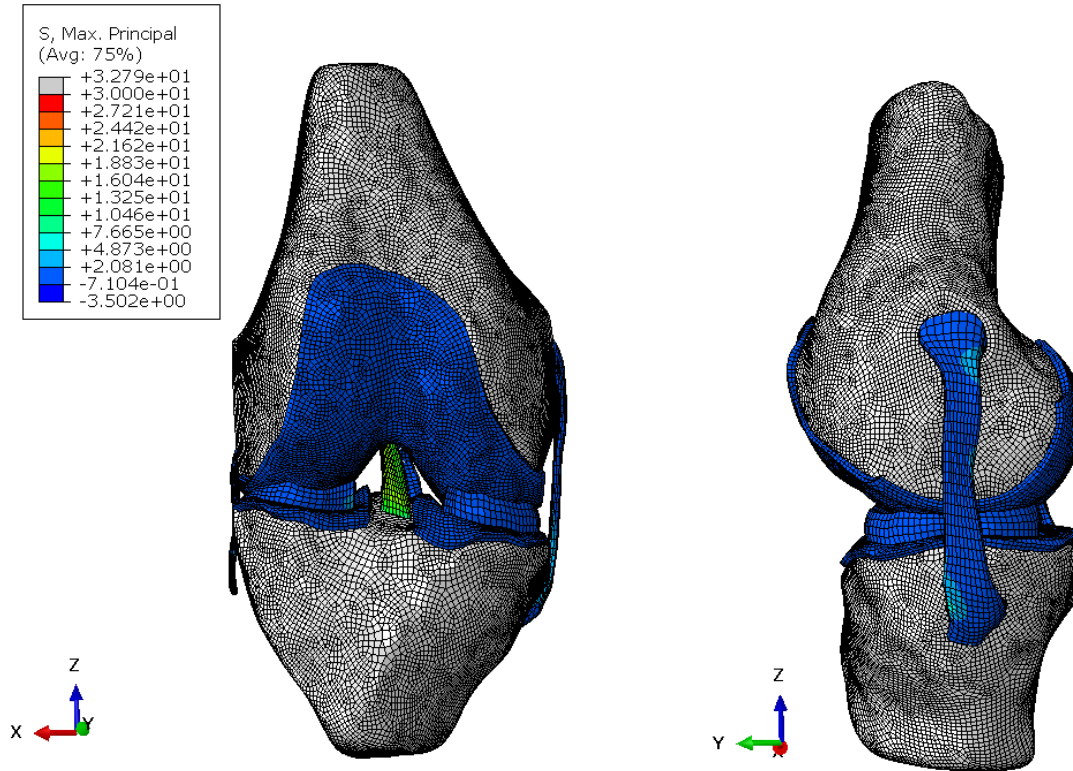 S, Max. Principal
(Avg: 75%)
+3.279e+01
+3.000e+01
+2.721e+01
+2.442e+01
+2.162e+01
+1.883e+01
+1.604e+01
+1.325e+01
+1.046e+01
+7.665e+00
+4.873e+00
+2.081e+00
-7.104e-01
-3.502e+00
Z
X
Y
Z
Y
X